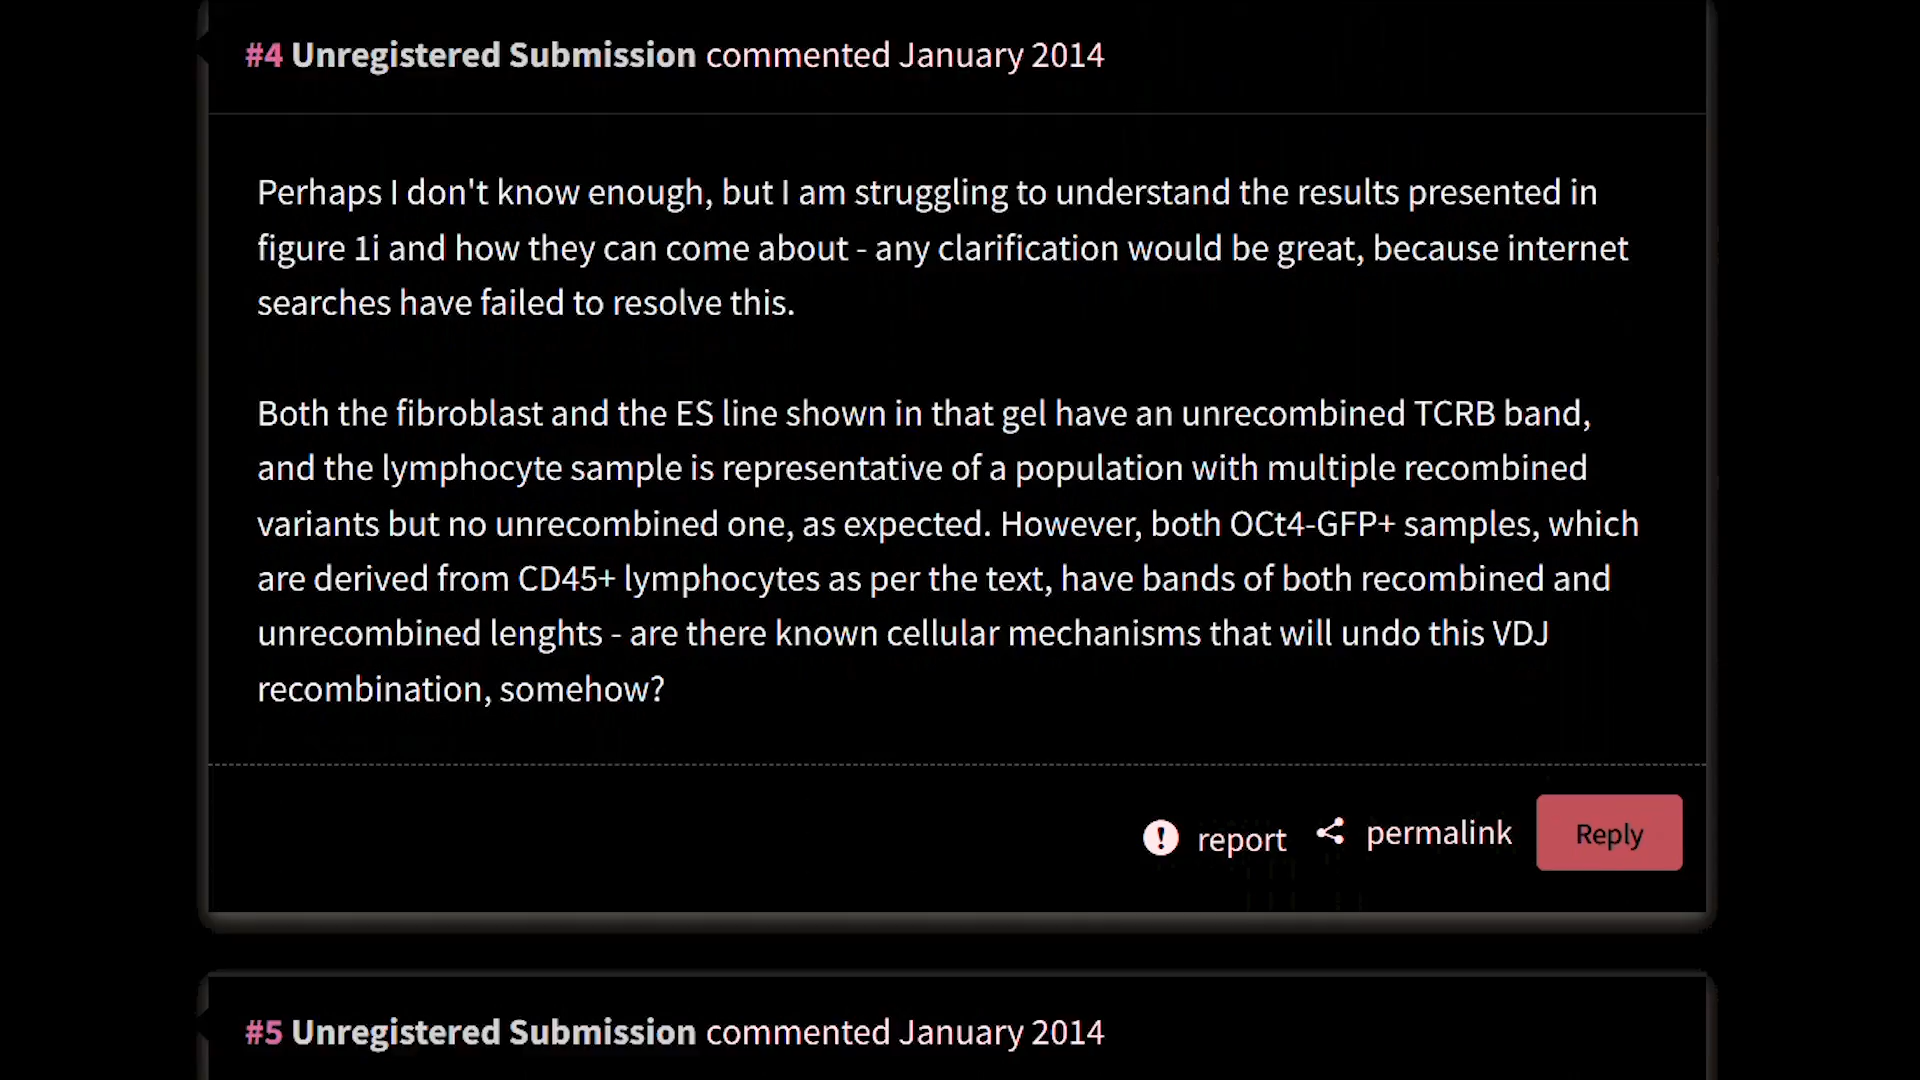 #4 Unregistered Submission commented January 2014
Perhaps I don't know enough, but I am struggling to understand the results presented in
figure 1i and how they can come about - any clarification would be great, because internet
searches have failed to resolve this.
Both the fibroblast and the ES line shown in that gel have an unrecombined TCRB band,
and the lymphocyte sample is representative of a population with multiple recombined
variants but no unrecombined one, as expected. However, both OCt4-GFP+ samples, which
are derived from CD45+ lymphocytes as per the text, have bands of both recombined and
unrecombined lenghts - are there known cellular mechanisms that will undo this VDJ
recombination, somehow?
report permalink Reply
#5 Unregistered Submission commented January 2014